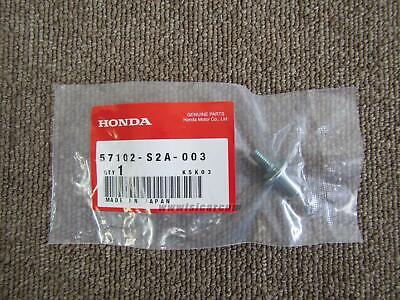 HONDA
GENUINE PARTS
Honda Motor Co., Ltd.
57102-S2A-003
QTY 1 K5K03
MADE IN JAPAN